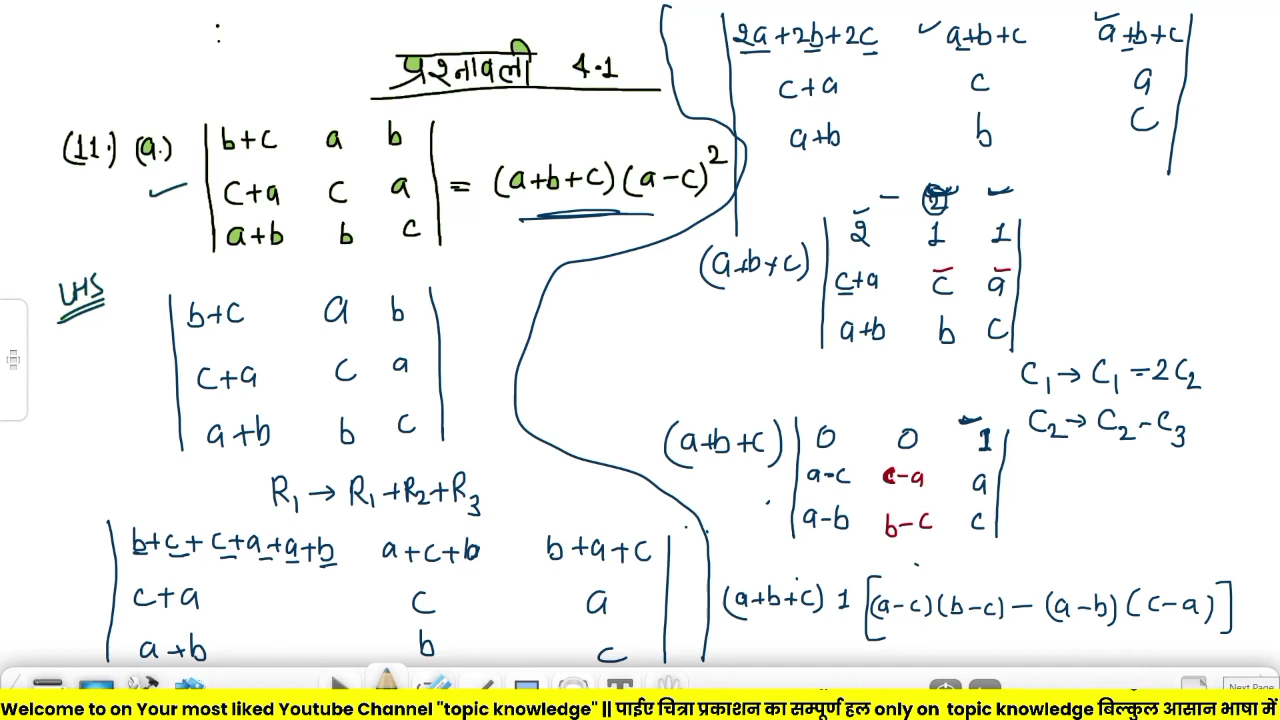 प्रश्नावली 4.1
(11.) (a.) | b+c a b |
| c+a c a | = (a+b+c)(a-c)²
| a+b b c |
LHS
| b+c a b |
| c+a c a |
| a+b b c |
R₁ → R₁+R₂+R₃
| b+c+c+a+a+b a+c+b b+a+c |
| c+a c a |
| a+b b c |
| 2a+2b+2c a+b+c a+b+c |
| c+a c a |
| a+b b c |
| 2 1 1 |
(a+b+c) | c+a c a |
| a+b b c |
C₁ → C₁ = 2C₂
C₂ → C₂-C₃
(a+b+c) | 0 0 1 |
| a-c c-a a |
| a-b b-c c |
(a+b+c) 1 [(a-c)(b-c) - (a-b)(c-a)]
Next Page
Welcome to on Your most liked Youtube Channel "topic knowledge" || पाईए चित्रा प्रकाशन का सम्पूर्ण हल only on topic knowledge बिल्कुल आसान भाषा में